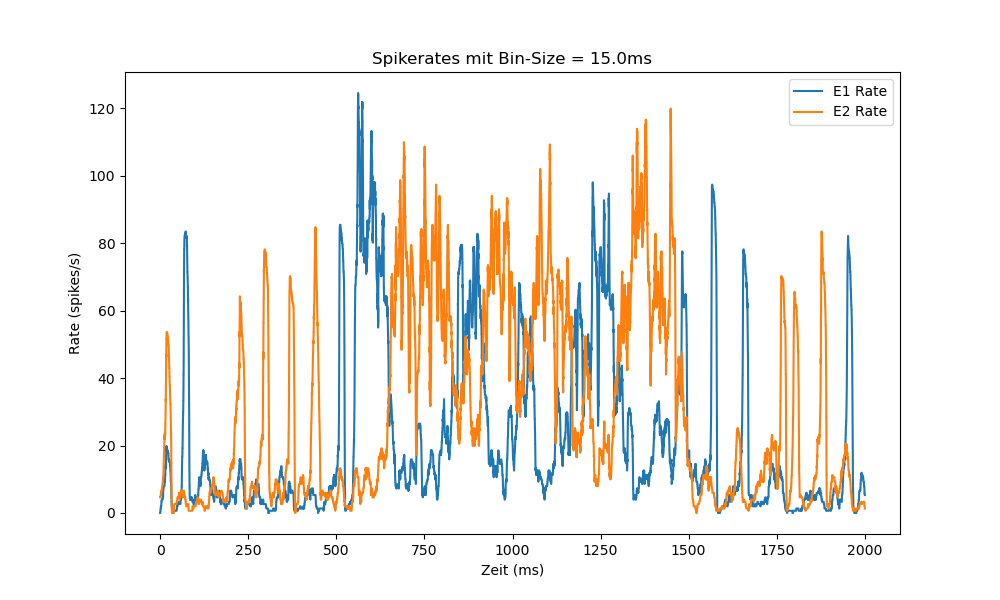 Spikerates mit Bin-Size = 15.0ms
E1 Rate
E2 Rate
Rate (spikes/s)
120
100
80
60
40
20
0
0 250 500 750 1000 1250 1500 1750 2000
Zeit (ms)